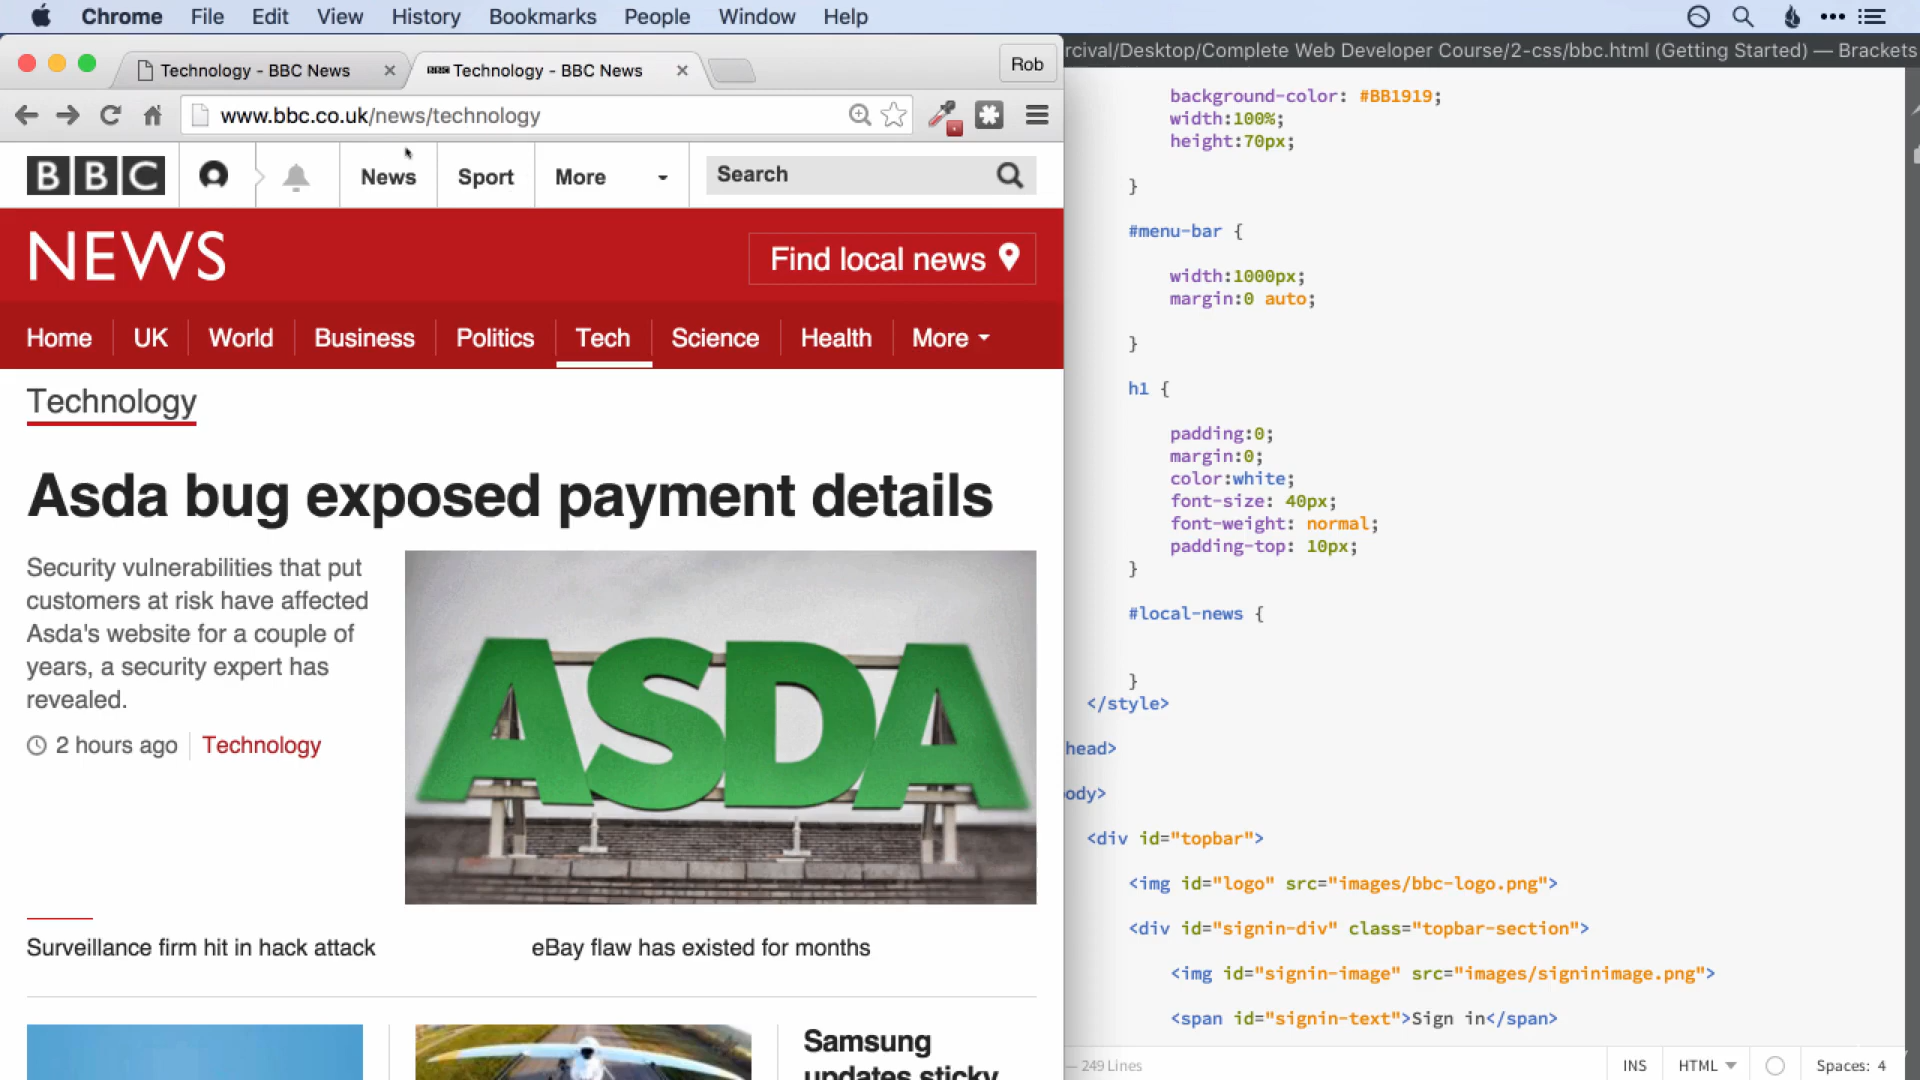 Chrome File Edit View History Bookmarks People Window Help
Technology - BBC News
BBC Technology - BBC News
Rob
www.bbc.co.uk/news/technology
BBC News Sport More Search
NEWS
Find local news
Home UK World Business Politics Tech Science Health More
Technology
Asda bug exposed payment details
Security vulnerabilities that put
customers at risk have affected
Asda's website for a couple of
years, a security expert has
revealed.
2 hours ago Technology
ASDA
Surveillance firm hit in hack attack
eBay flaw has existed for months
Samsung
updates sticky
rcival/Desktop/Complete Web Developer Course/2-css/bbc.html (Getting Started) — Brackets
background-color: #BB1919;
width:100%;
height:70px;
}
#menu-bar {
width:1000px;
margin:0 auto;
}
h1 {
padding:0;
margin:0;
color:white;
font-size: 40px;
font-weight: normal;
padding-top: 10px;
}
#local-news {
}
</style>
head>
ody>
<div id="topbar">
<img id="logo" src="images/bbc-logo.png">
<div id="signin-div" class="topbar-section">
<img id="signin-image" src="images/signinimage.png">
<span id="signin-text">Sign in</span>
— 249 Lines
INS HTML Spaces: 4